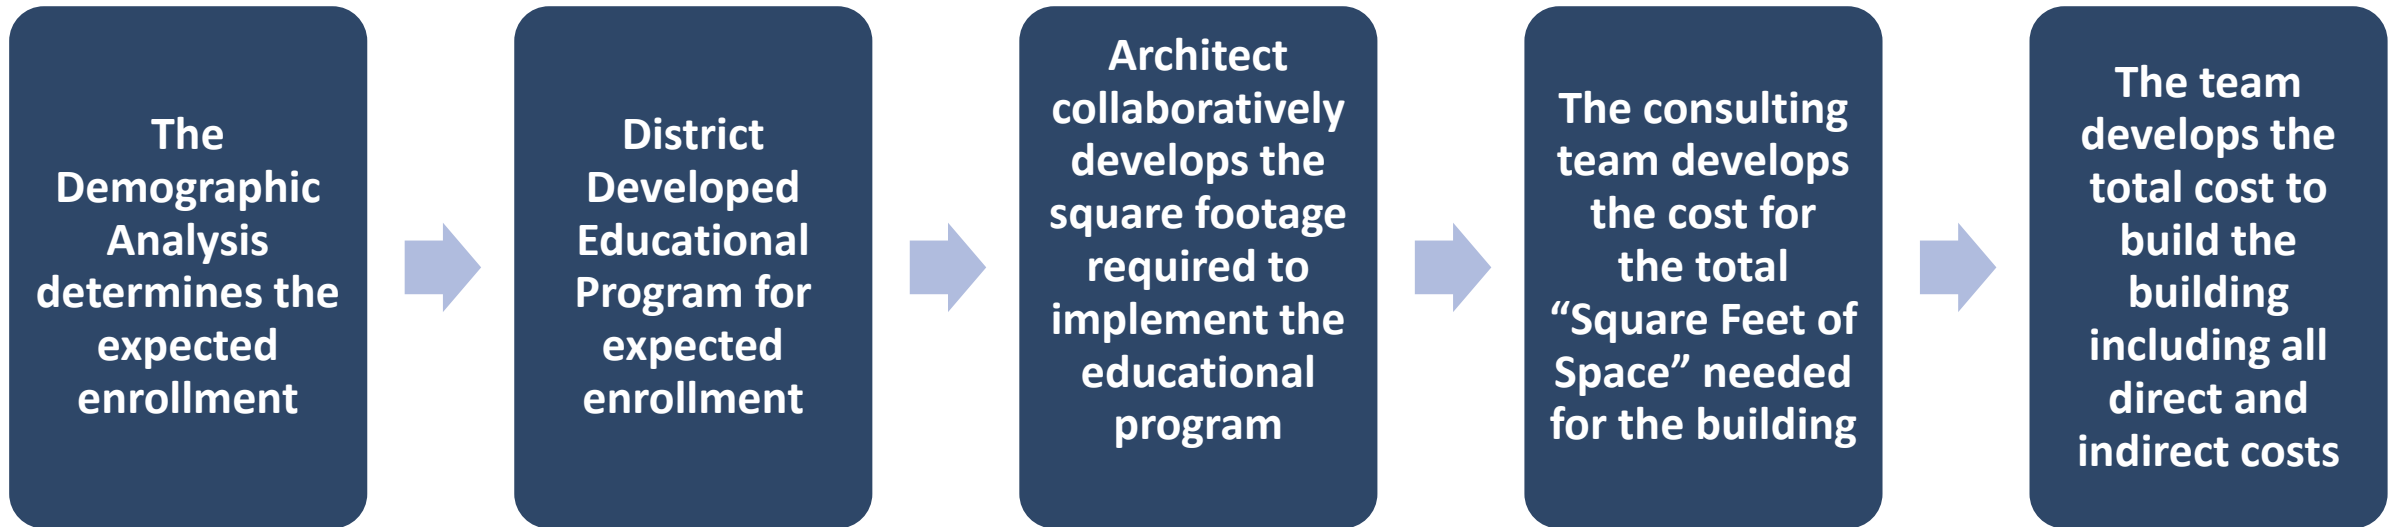 The
Demographic
Analysis
determines the
expected
enrollment
District
Developed
Educational
Program for
expected
enrollment
Architect
collaboratively
develops the
square footage
required to
implement the
educational
program
The consulting
team develops
the cost for
the total
“Square Feet of
Space” needed
for the building
The team
develops the
total cost to
build the
building
including all
direct and
indirect costs